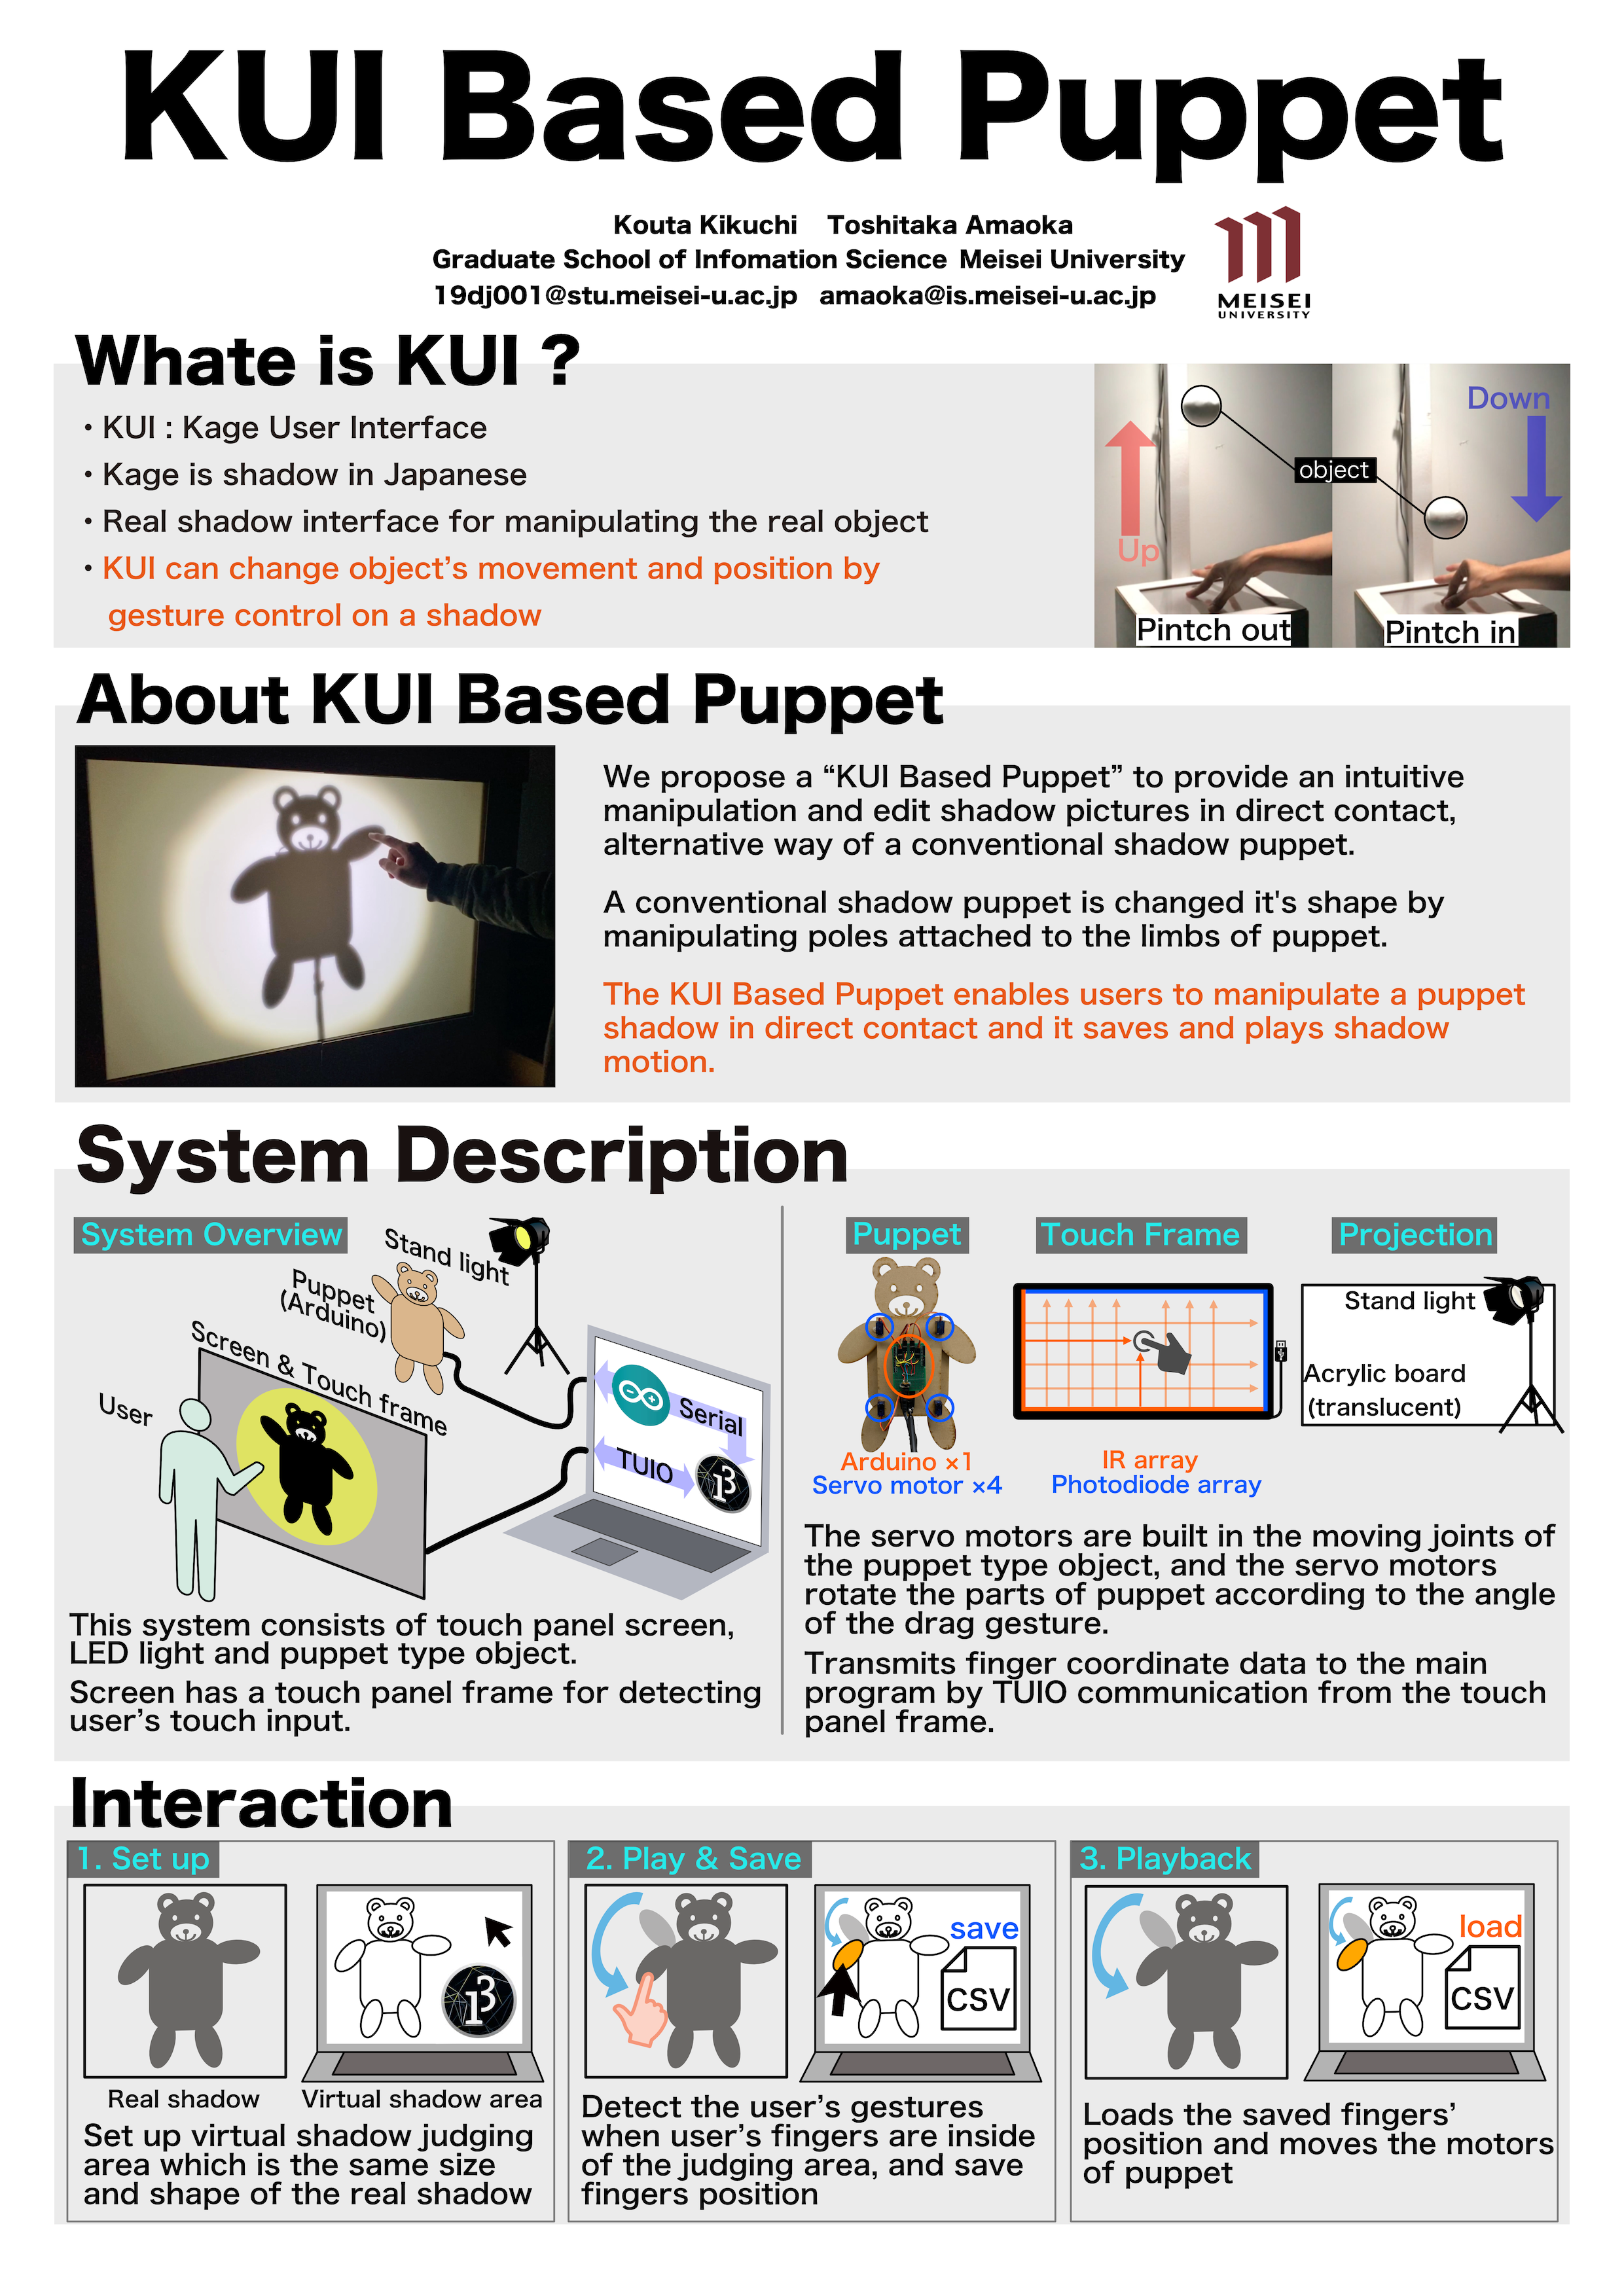 KUI Based Puppet
Kouta Kikuchi Toshitaka Amaoka
Graduate School of Infomation Science Meisei University
19dj001@stu.meisei-u.ac.jp amaoka@is.meisei-u.ac.jp
MEISEI
UNIVERSITY
Whate is KUI ?
・KUI : Kage User Interface
・Kage is shadow in Japanese
・Real shadow interface for manipulating the real object
・KUI can change object’s movement and position by
gesture control on a shadow
Up
object
Down
Pintch out
Pintch in
About KUI Based Puppet
We propose a “KUI Based Puppet” to provide an intuitive
manipulation and edit shadow pictures in direct contact,
alternative way of a conventional shadow puppet.
A conventional shadow puppet is changed it's shape by
manipulating poles attached to the limbs of puppet.
The KUI Based Puppet enables users to manipulate a puppet
shadow in direct contact and it saves and plays shadow
motion.
System Description
System Overview
Stand light
Puppet
(Arduino)
Screen & Touch frame
User
Serial
TUIO
This system consists of touch panel screen,
LED light and puppet type object.
Screen has a touch panel frame for detecting
user’s touch input.
Puppet
Arduino ×1
Servo motor ×4
Touch Frame
IR array
Photodiode array
Projection
Stand light
Acrylic board
(translucent)
The servo motors are built in the moving joints of
the puppet type object, and the servo motors
rotate the parts of puppet according to the angle
of the drag gesture.
Transmits finger coordinate data to the main
program by TUIO communication from the touch
panel frame.
Interaction
1. Set up
Real shadow
Virtual shadow area
Set up virtual shadow judging
area which is the same size
and shape of the real shadow
2. Play & Save
save
CSV
Detect the user’s gestures
when user’s fingers are inside
of the judging area, and save
fingers position
3. Playback
load
CSV
Loads the saved fingers’
position and moves the motors
of puppet